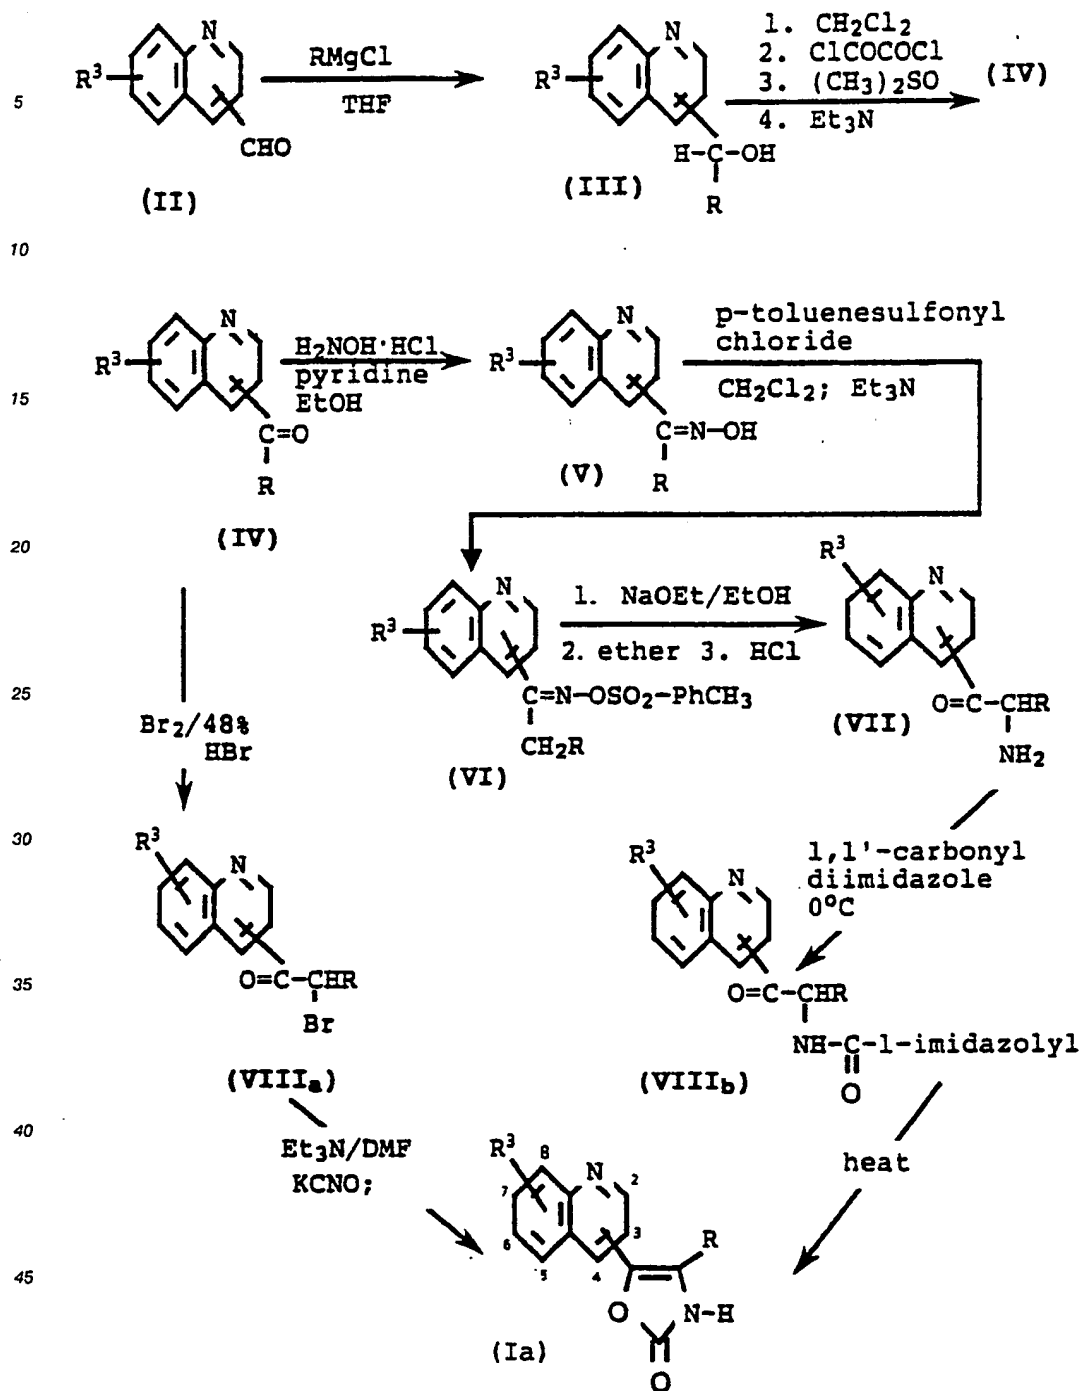 N
R³
CHO
(II)
RMgCl
THF
N
R³
H-C-OH
R
(III)
1. CH₂Cl₂
2. ClCOCOCl
3. (CH₃)₂SO
4. Et₃N
(IV)
5
10
N
R³
C=O
R
(IV)
H₂NOH·HCl
pyridine
EtOH
N
R³
C=N-OH
R
(V)
p-toluenesulfonyl
chloride
CH₂Cl₂; Et₃N
15
20
N
R³
C=N-OSO₂-PhCH₃
CH₂R
(VI)
1. NaOEt/EtOH
2. ether 3. HCl
R³
N
O=C-CHR
NH₂
(VII)
25
Br₂/48%
HBr
30
R³
N
O=C-CHR
Br
(VIIIₐ)
1,1'-carbonyl
diimidazole
0°C
R³
N
O=C-CHR
NH-C-1-imidazolyl
O
(VIII_b)
35
40
Et₃N/DMF
KCNO;
heat
R³
8
N
2
7
3
6
5
4
R
O
N-H
O
(Ia)
45